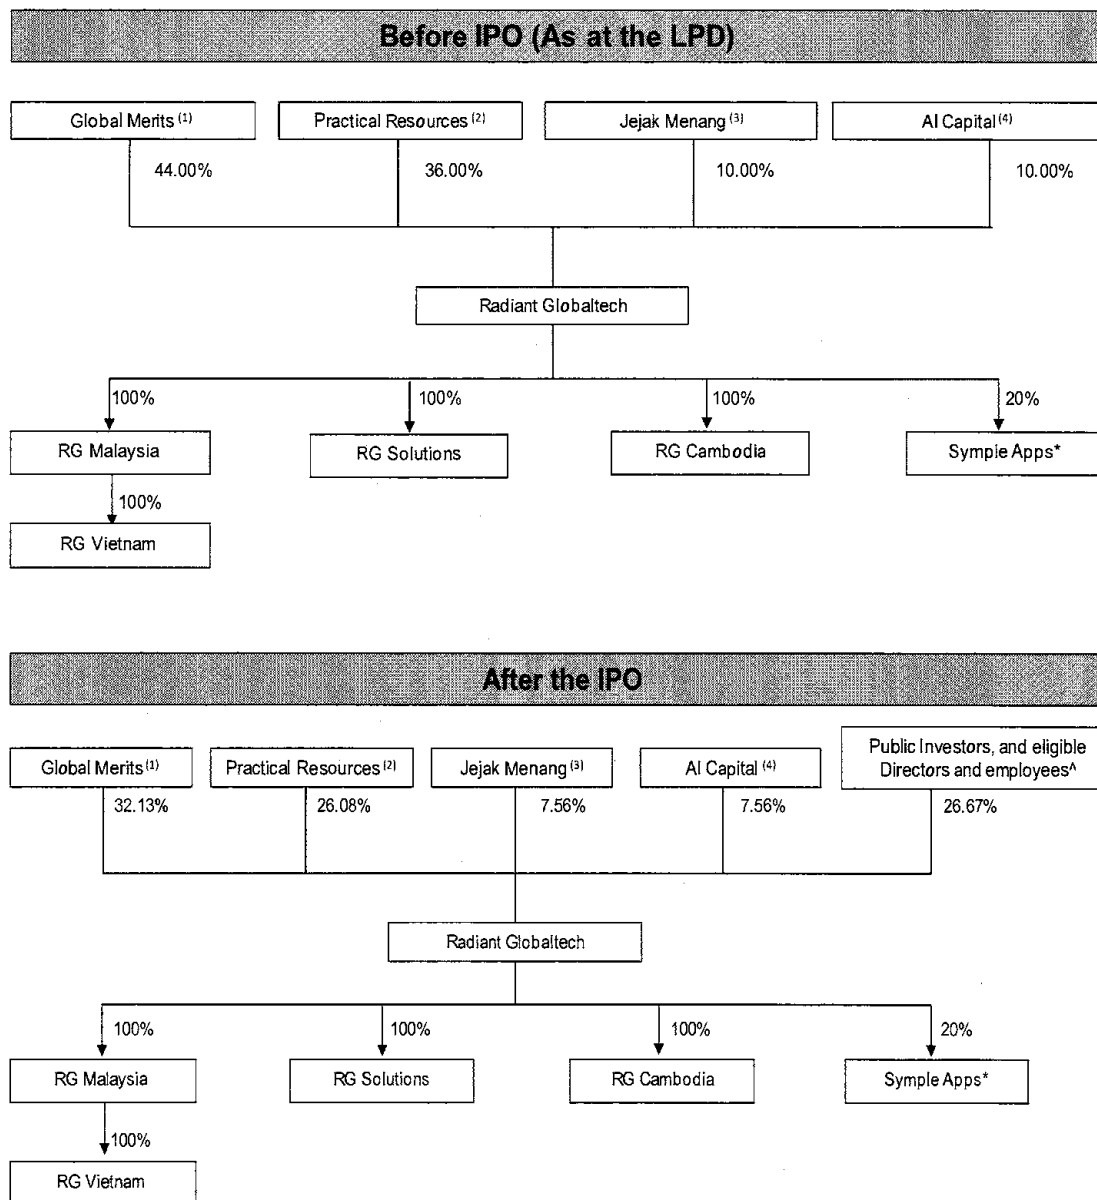 Before IPO (As at the LPD)
Global Merits (1)
Practical Resources (2)
Jejak Menang (3)
AI Capital (4)
44.00%
36.00%
10.00%
10.00%
Radiant Globaltech
100%
100%
100%
20%
RG Malaysia
RG Solutions
RG Cambodia
Symple Apps*
100%
RG Vietnam
After the IPO
Global Merits (1)
Practical Resources (2)
Jejak Menang (3)
AI Capital (4)
Public Investors, and eligible
Directors and employees^
32.13%
26.08%
7.56%
7.56%
26.67%
Radiant Globaltech
100%
100%
100%
20%
RG Malaysia
RG Solutions
RG Cambodia
Symple Apps*
100%
RG Vietnam